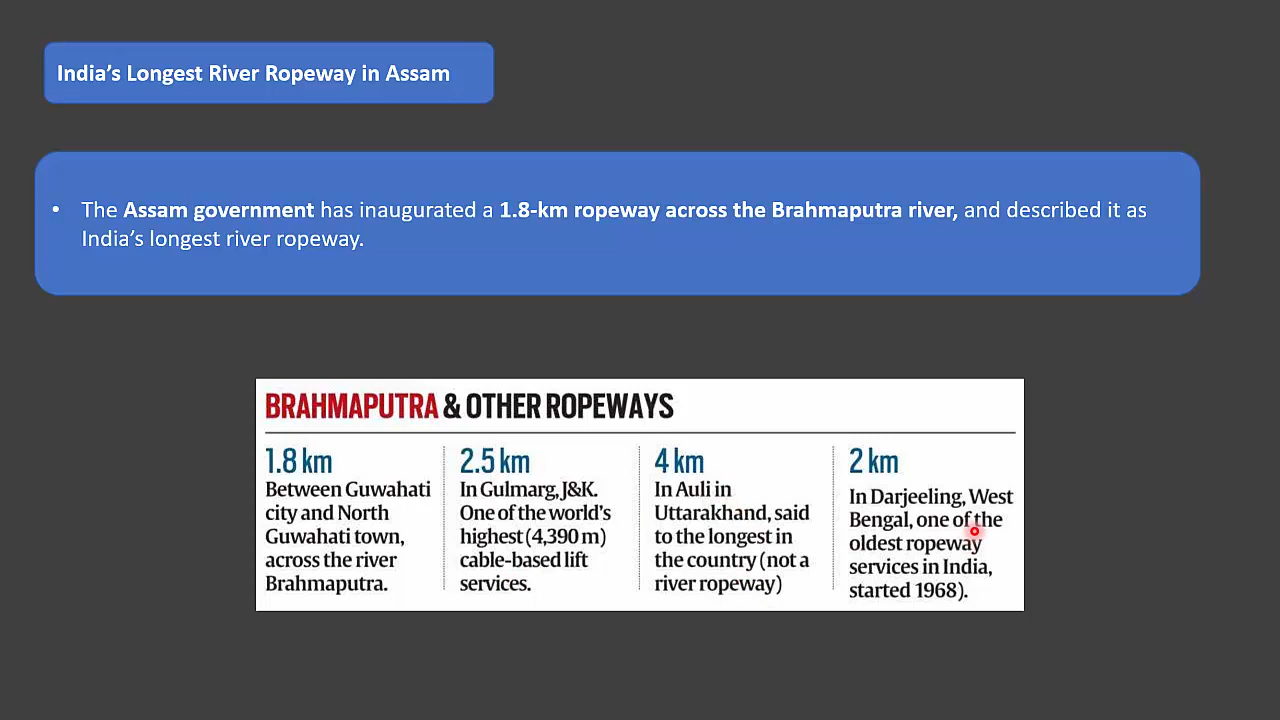 India’s Longest River Ropeway in Assam
• The Assam government has inaugurated a 1.8-km ropeway across the Brahmaputra river, and described it as
India’s longest river ropeway.
BRAHMAPUTRA & OTHER ROPEWAYS
1.8 km
Between Guwahati
city and North
Guwahati town,
across the river
Brahmaputra.
2.5 km
In Gulmarg, J&K.
One of the world’s
highest (4,390 m)
cable-based lift
services.
4 km
In Auli in
Uttarakhand, said
to the longest in
the country (not a
river ropeway)
2 km
In Darjeeling, West
Bengal, one of the
oldest ropeway
services in India,
started 1968).